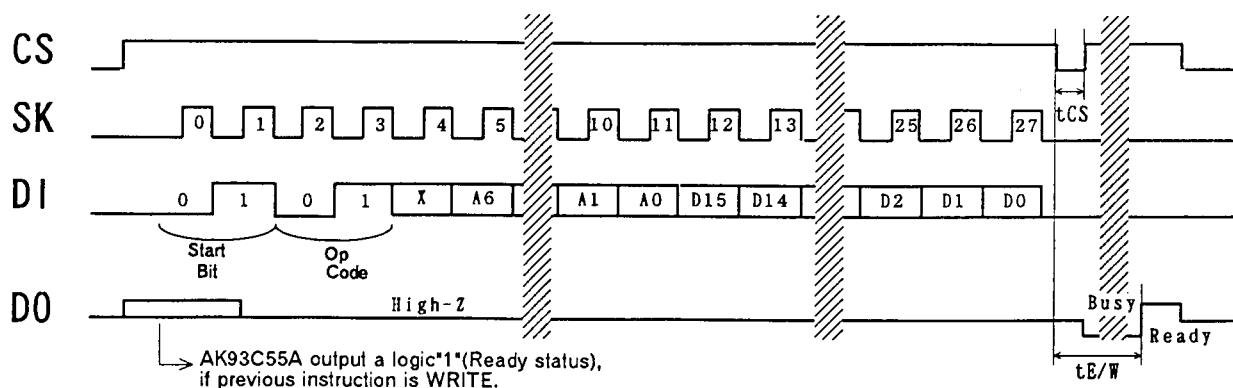 CS
SK 0 1 2 3 4 5 10 11 12 13 25 26 27 tCS
DI 0 1 0 1 X A6 A1 A0 D15 D14 D2 D1 D0
Start
Bit
Op
Code
DO High-Z Busy
Ready
AK93C55A output a logic"1"(Ready status),
if previous instruction is WRITE.
tE/W